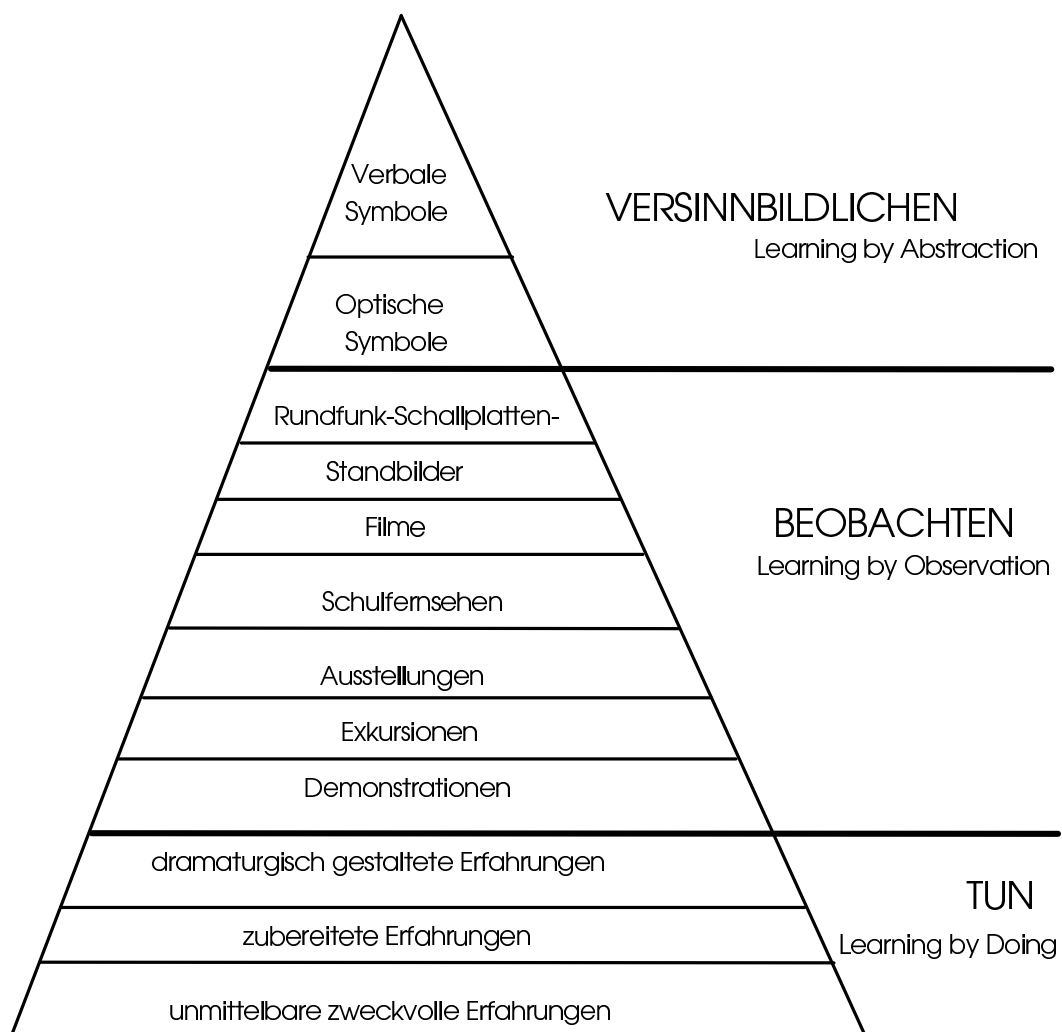 Verbale
Symbole
VERSINNBILDLICHEN
Learning by Abstraction
Optische
Symbole
Rundfunk-Schallplatten-
Standbilder
Filme
BEOBACHTEN
Learning by Observation
Schulfernsehen
Ausstellungen
Exkursionen
Demonstrationen
dramaturgisch gestaltete Erfahrungen
TUN
zubereitete Erfahrungen
Learning by Doing
unmittelbare zweckvolle Erfahrungen